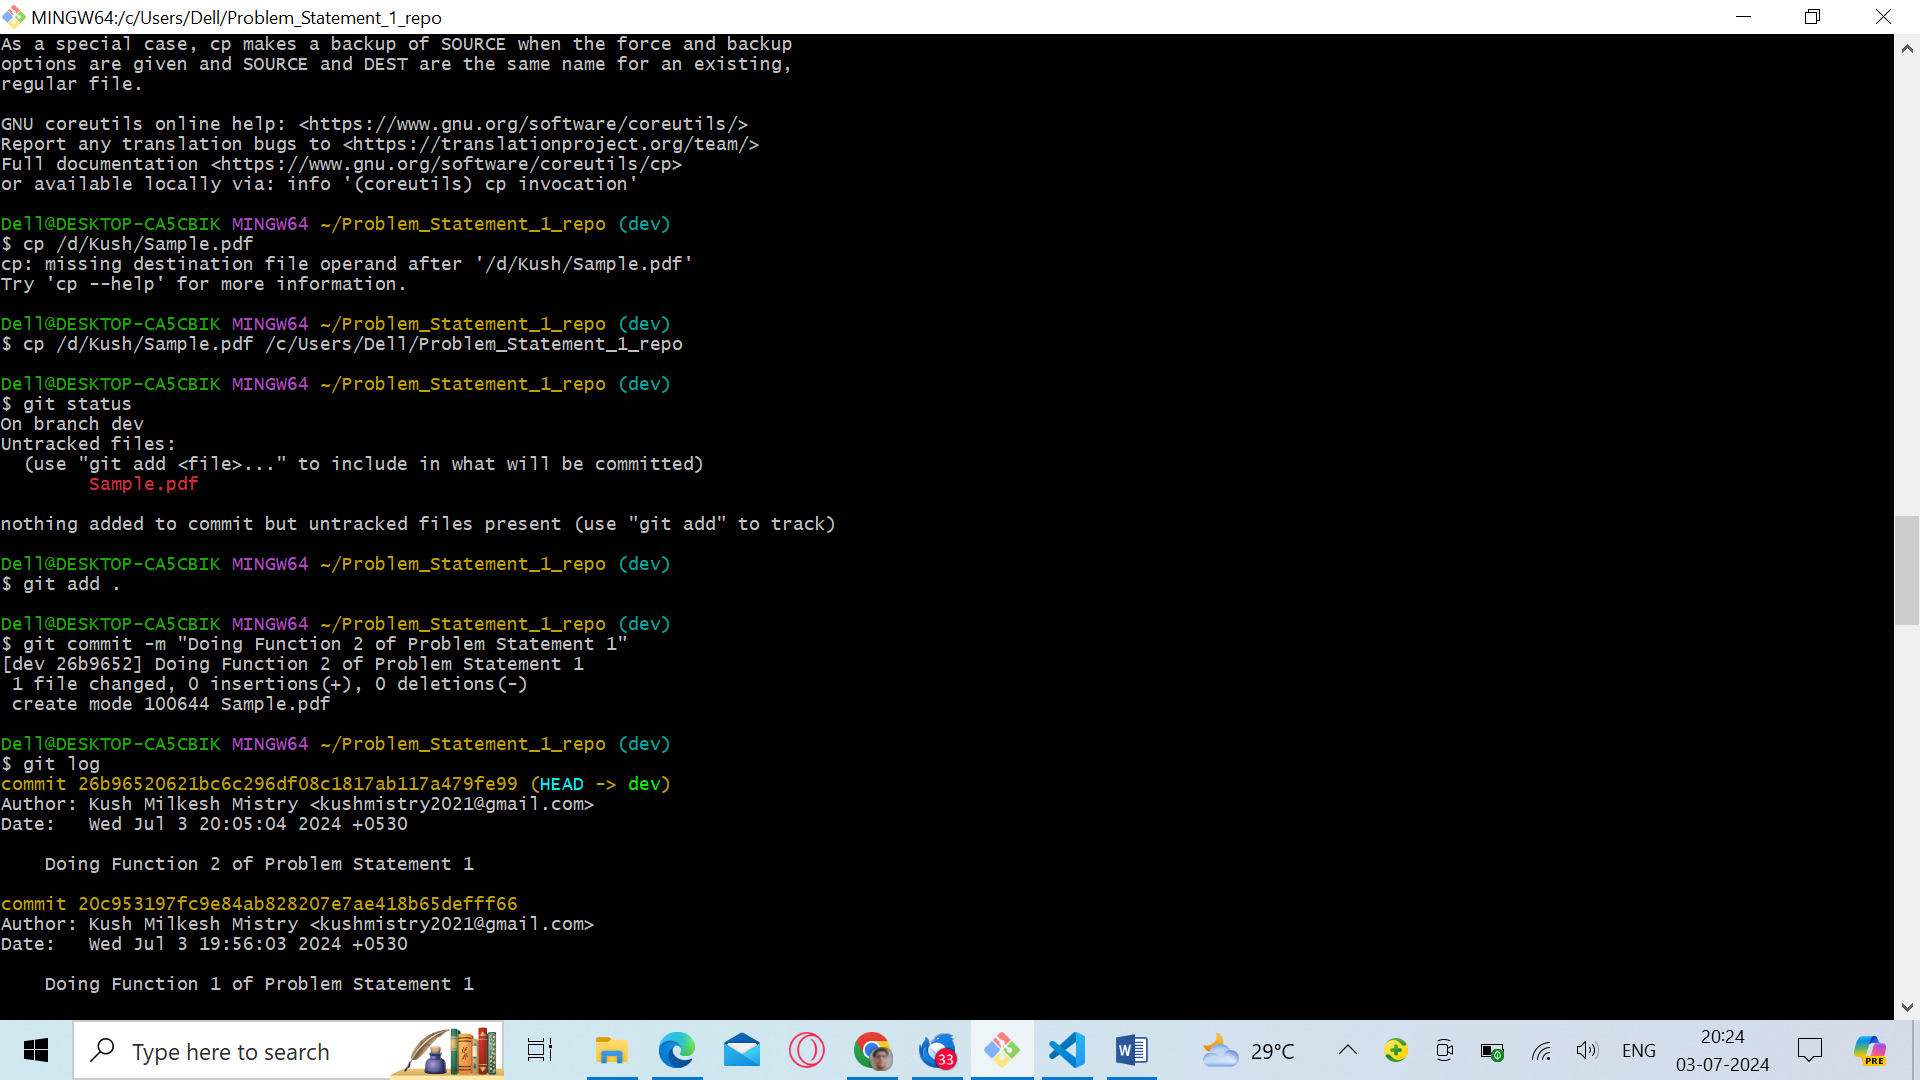 MINGW64:/c/Users/Dell/Problem_Statement_1_repo
As a special case, cp makes a backup of SOURCE when the force and backup
options are given and SOURCE and DEST are the same name for an existing,
regular file.
GNU coreutils online help: <https://www.gnu.org/software/coreutils/>
Report any translation bugs to <https://translationproject.org/team/>
Full documentation <https://www.gnu.org/software/coreutils/cp>
or available locally via: info '(coreutils) cp invocation'
Dell@DESKTOP-CA5CBIK MINGW64 ~/Problem_Statement_1_repo (dev)
$ cp /d/Kush/Sample.pdf
cp: missing destination file operand after '/d/Kush/Sample.pdf'
Try 'cp --help' for more information.
Dell@DESKTOP-CA5CBIK MINGW64 ~/Problem_Statement_1_repo (dev)
$ cp /d/Kush/Sample.pdf /c/Users/Dell/Problem_Statement_1_repo
Dell@DESKTOP-CA5CBIK MINGW64 ~/Problem_Statement_1_repo (dev)
$ git status
On branch dev
Untracked files:
  (use "git add <file>..." to include in what will be committed)
        Sample.pdf
nothing added to commit but untracked files present (use "git add" to track)
Dell@DESKTOP-CA5CBIK MINGW64 ~/Problem_Statement_1_repo (dev)
$ git add .
Dell@DESKTOP-CA5CBIK MINGW64 ~/Problem_Statement_1_repo (dev)
$ git commit -m "Doing Function 2 of Problem Statement 1"
[dev 26b9652] Doing Function 2 of Problem Statement 1
 1 file changed, 0 insertions(+), 0 deletions(-)
 create mode 100644 Sample.pdf
Dell@DESKTOP-CA5CBIK MINGW64 ~/Problem_Statement_1_repo (dev)
$ git log
commit 26b96520621bc6c296df08c1817ab117a479fe99 (HEAD -> dev)
Author: Kush Milkesh Mistry <kushmistry2021@gmail.com>
Date:   Wed Jul 3 20:05:04 2024 +0530
    Doing Function 2 of Problem Statement 1
commit 20c953197fc9e84ab828207e7ae418b65defff66
Author: Kush Milkesh Mistry <kushmistry2021@gmail.com>
Date:   Wed Jul 3 19:56:03 2024 +0530
    Doing Function 1 of Problem Statement 1
Type here to search
33
29°C
ENG
20:24
03-07-2024
PRE